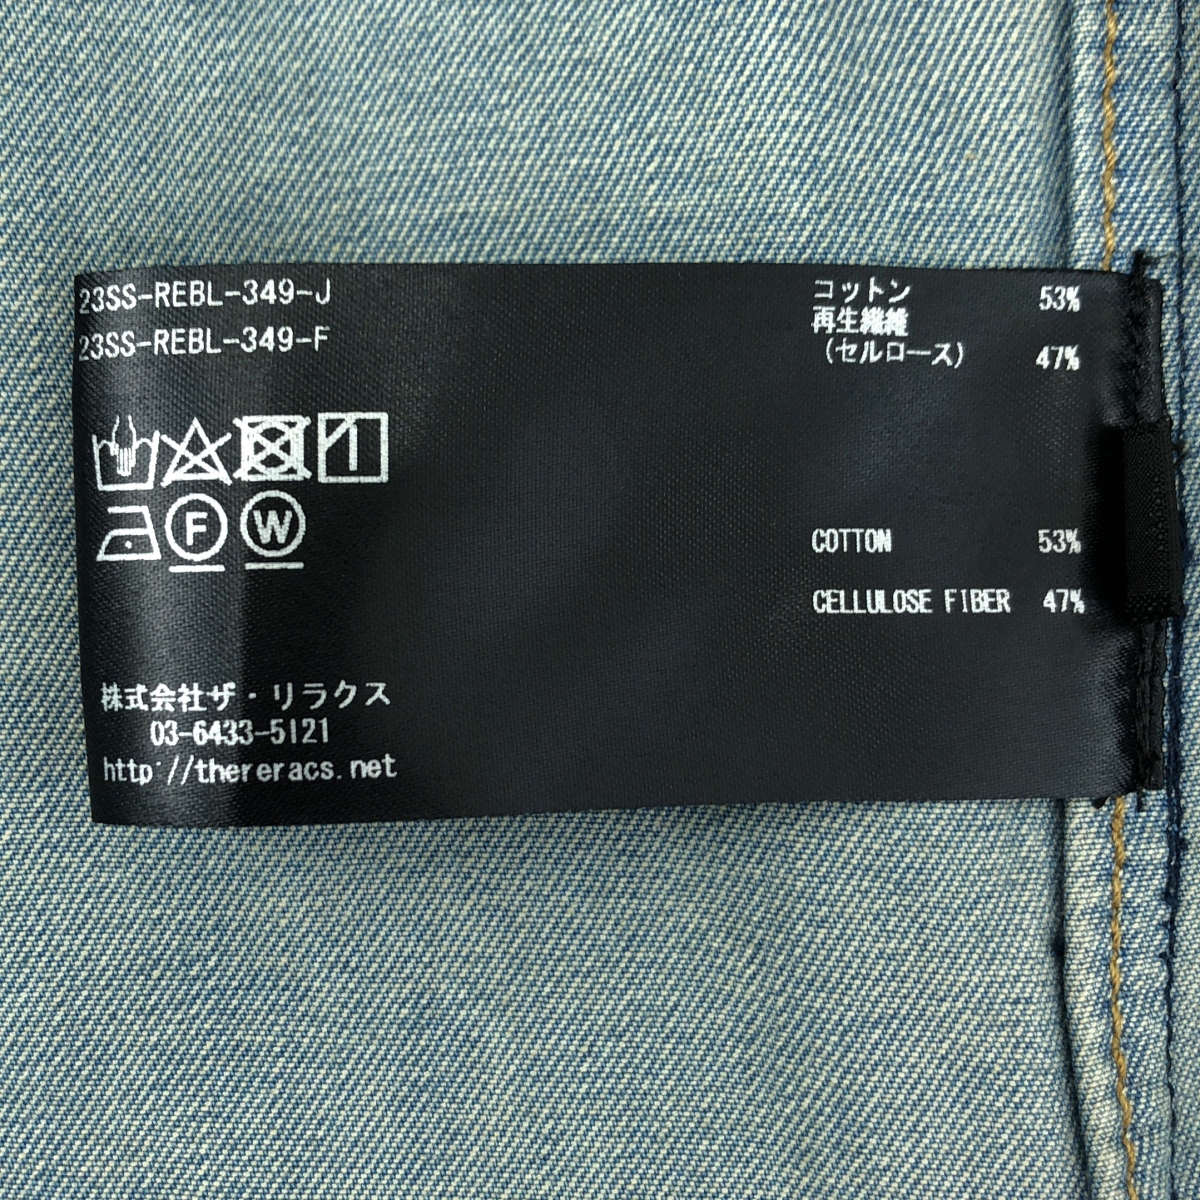 23SS-REBL-349-J
23SS-REBL-349-F
F W
株式会社ザ・リラクス
03-6433-5121
http://thereracs.net
コットン 53%
再生繊維
(セルロース) 47%
COTTON 53%
CELLULOSE FIBER 47%